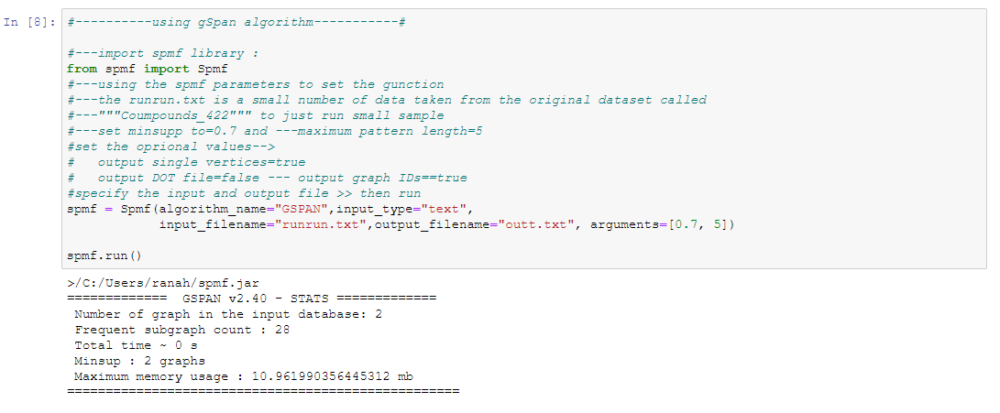 In [8]: #----------using gSpan algorithm-----------#
#---import spmf library :
from spmf import Spmf
#---using the spmf parameters to set the gunction
#---the runrun.txt is a small number of data taken from the original dataset called
#---"""Coumpounds_422""" to just run small sample
#---set minsupp to=0.7 and ---maximum pattern length=5
#set the oprional values-->
#   output single vertices=true
#   output DOT file=false --- output graph IDs==true
#specify the input and output file >> then run
spmf = Spmf(algorithm_name="GSPAN",input_type="text",
            input_filename="runrun.txt",output_filename="outt.txt", arguments=[0.7, 5])
spmf.run()
>/C:/Users/ranah/spmf.jar
=============  GSPAN v2.40 - STATS =============
 Number of graph in the input database: 2
 Frequent subgraph count : 28
 Total time ~ 0 s
 Minsup : 2 graphs
 Maximum memory usage : 10.961990356445312 mb
===================================================